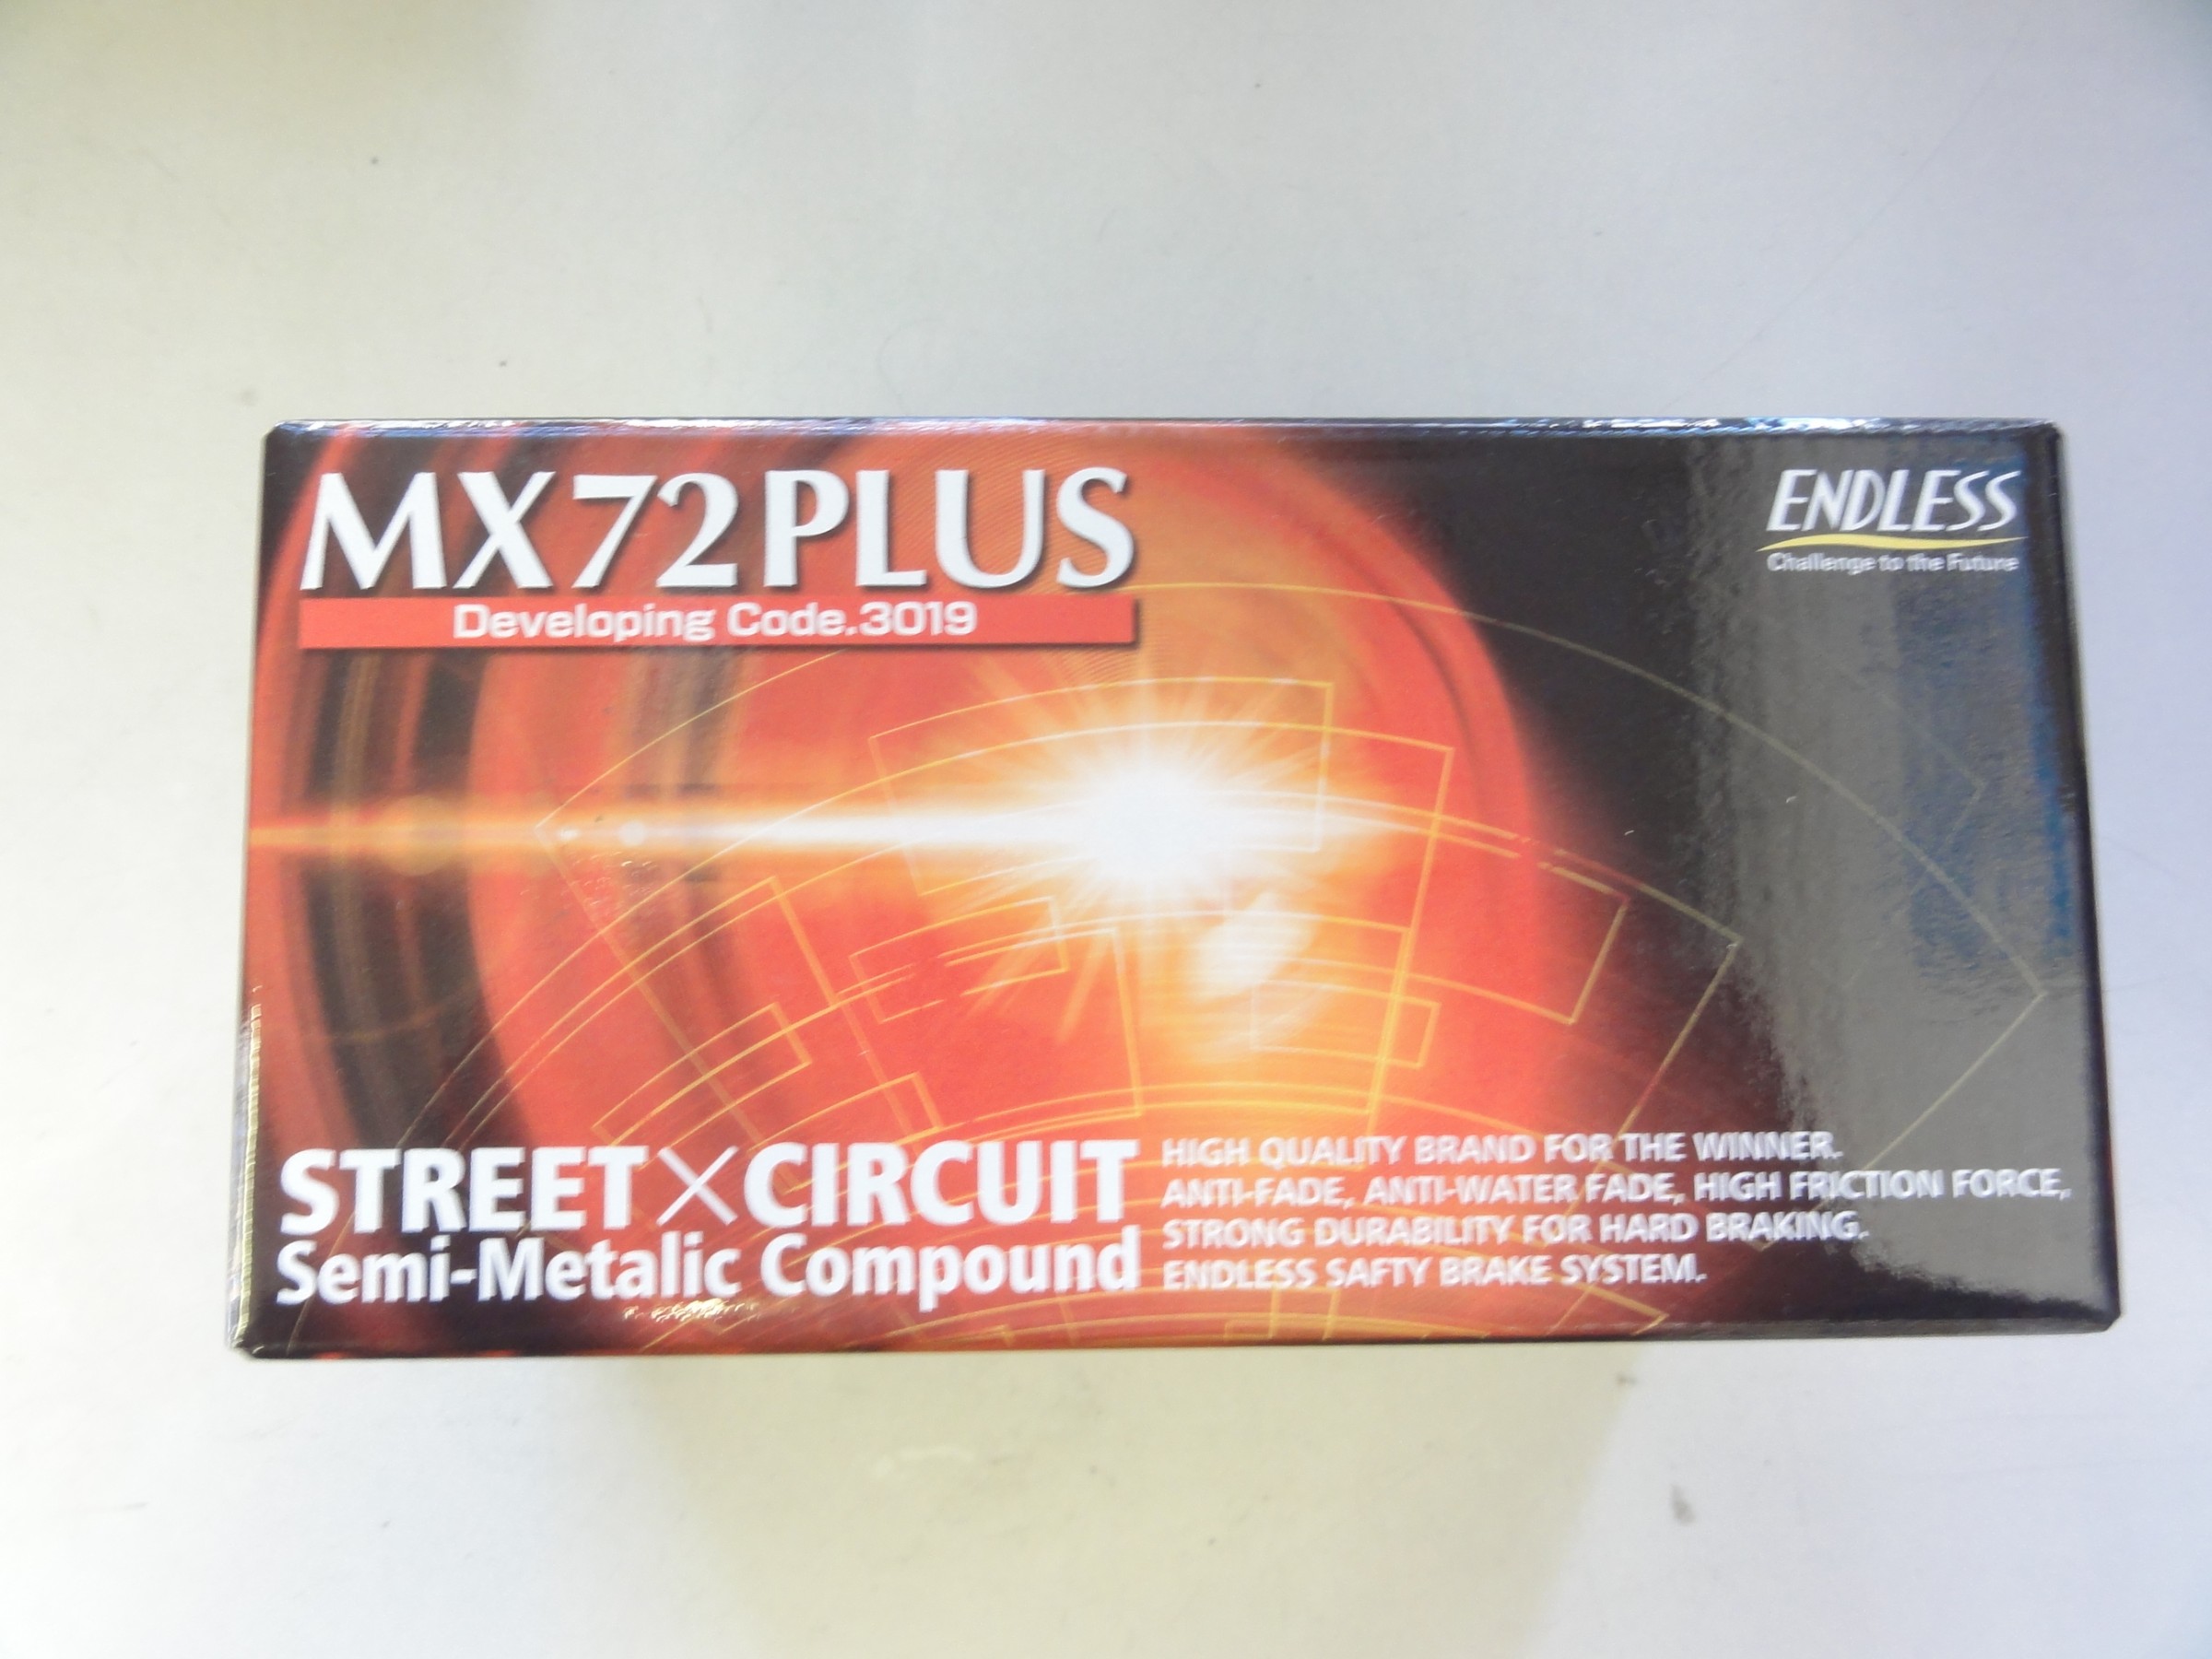 MX72PLUS
Developing Code.3019
ENDLESS
Challenge to the Future
STREET×CIRCUIT
Semi-Metalic Compound
HIGH QUALITY BRAND FOR THE WINNER.
ANTI-FADE, ANTI-WATER FADE, HIGH FRICTION FORCE,
STRONG DURABILITY FOR HARD BRAKING.
ENDLESS SAFTY BRAKE SYSTEM.